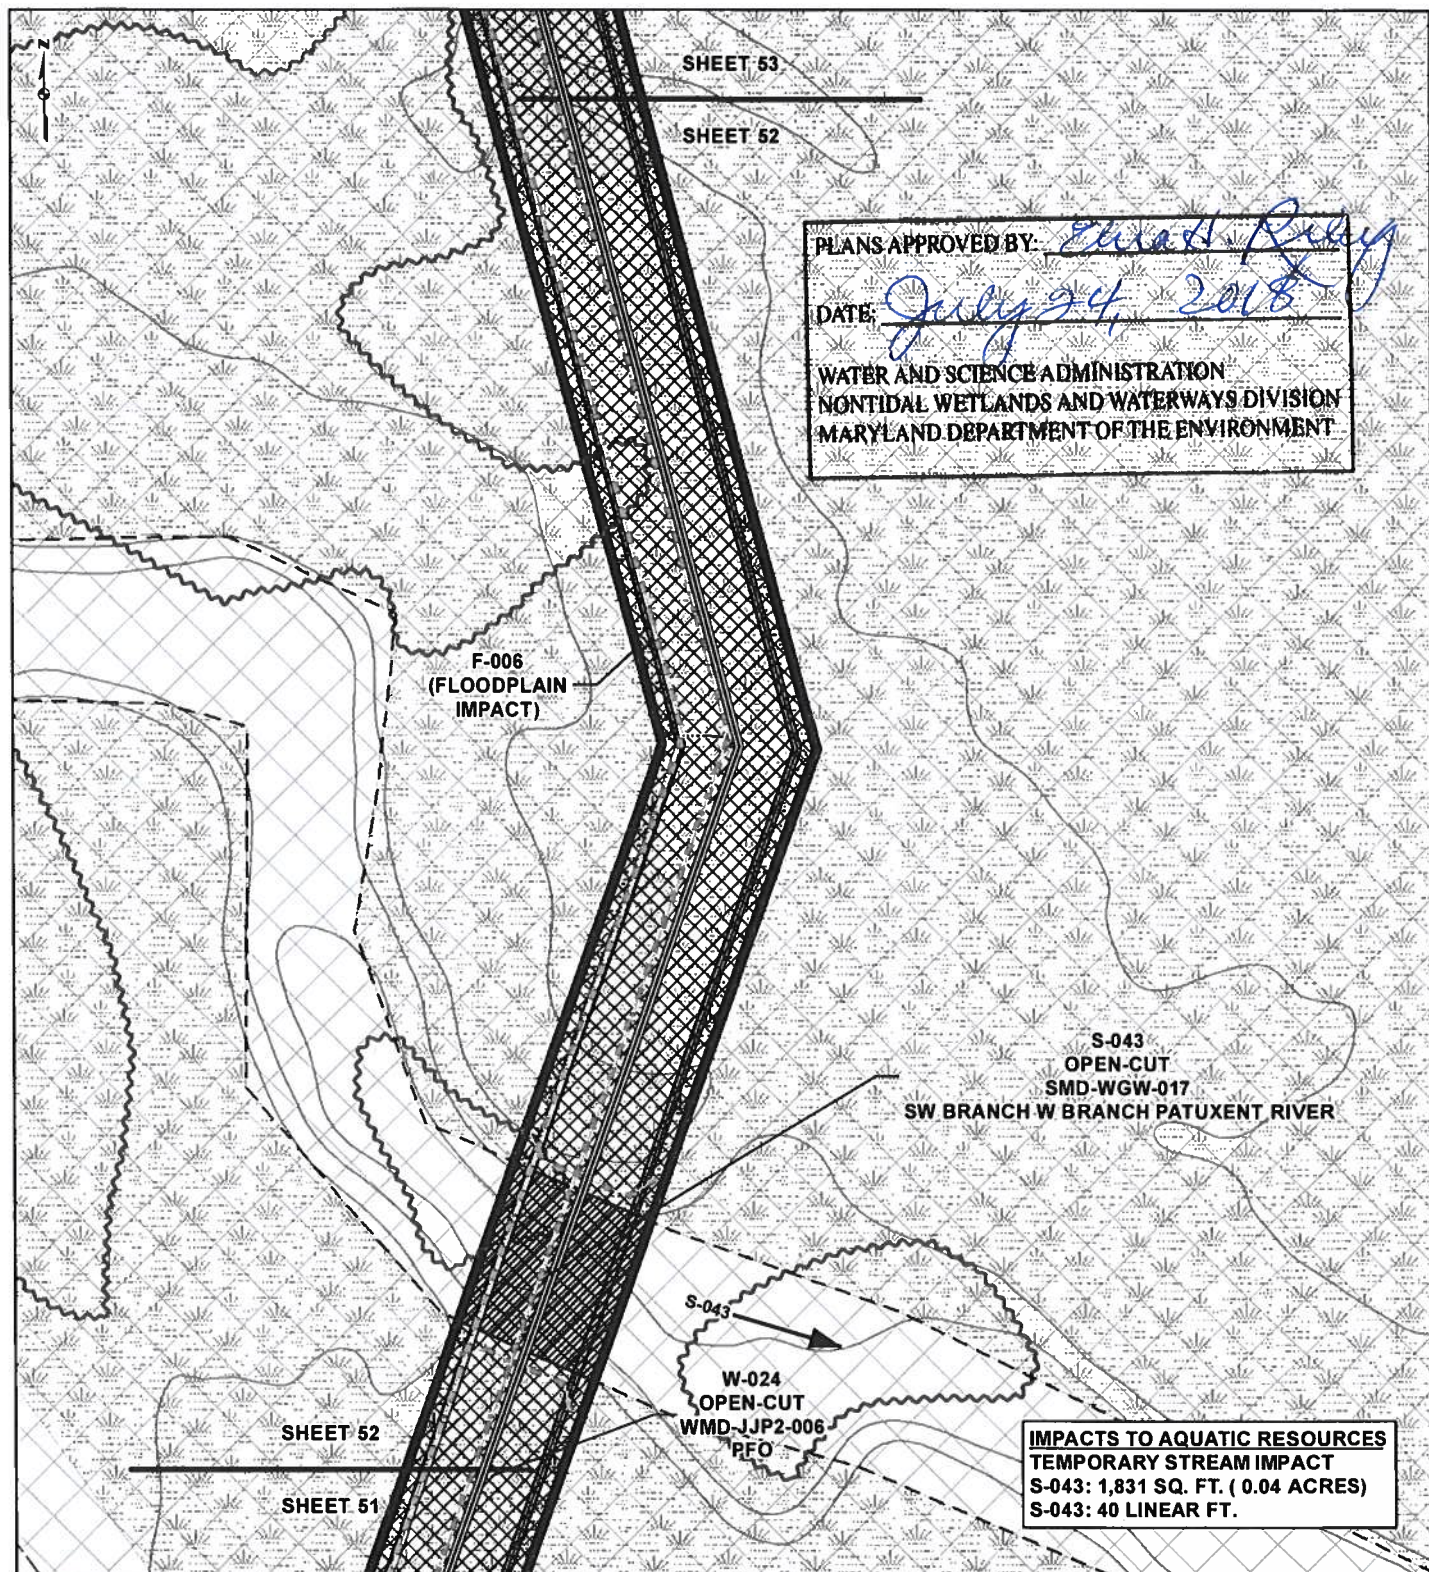 N
SHEET 53
SHEET 52
PLANS APPROVED BY:
DATE: July 24, 2018
WATER AND SCIENCE ADMINISTRATION
NONTIDAL WETLANDS AND WATERWAYS DIVISION
MARYLAND DEPARTMENT OF THE ENVIRONMENT
F-006
(FLOODPLAIN
IMPACT)
S-043
OPEN-CUT
SMD-WGW-017
SW BRANCH W BRANCH PATUXENT RIVER
S-043
W-024
OPEN-CUT
WMD-JJP2-006
PFO
SHEET 52
SHEET 51
IMPACTS TO AQUATIC RESOURCES
TEMPORARY STREAM IMPACT
S-043: 1,831 SQ. FT. ( 0.04 ACRES)
S-043: 40 LINEAR FT.